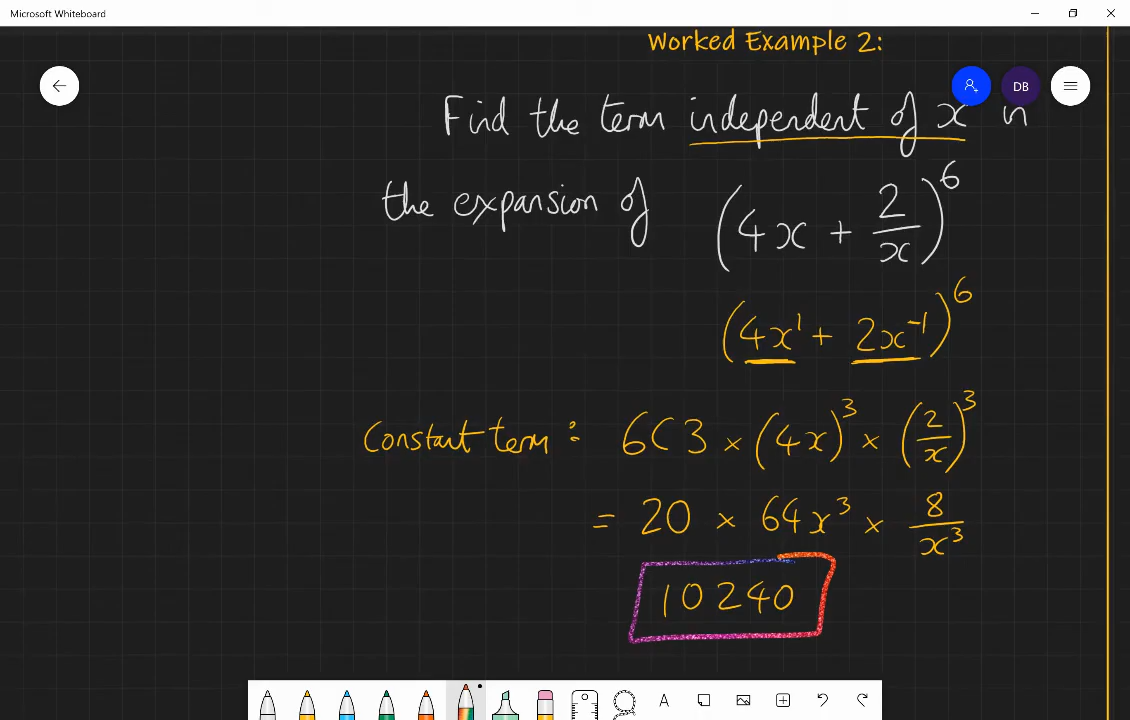 Microsoft Whiteboard
Worked Example 2:
DB
Find the term independent of x in
the expansion of (4x + 2/x)^6
(4x^1 + 2x^-1)^6
Constant term : 6C3 × (4x)^3 × (2/x)^3
= 20 × 64x^3 × 8/x^3
10240
A